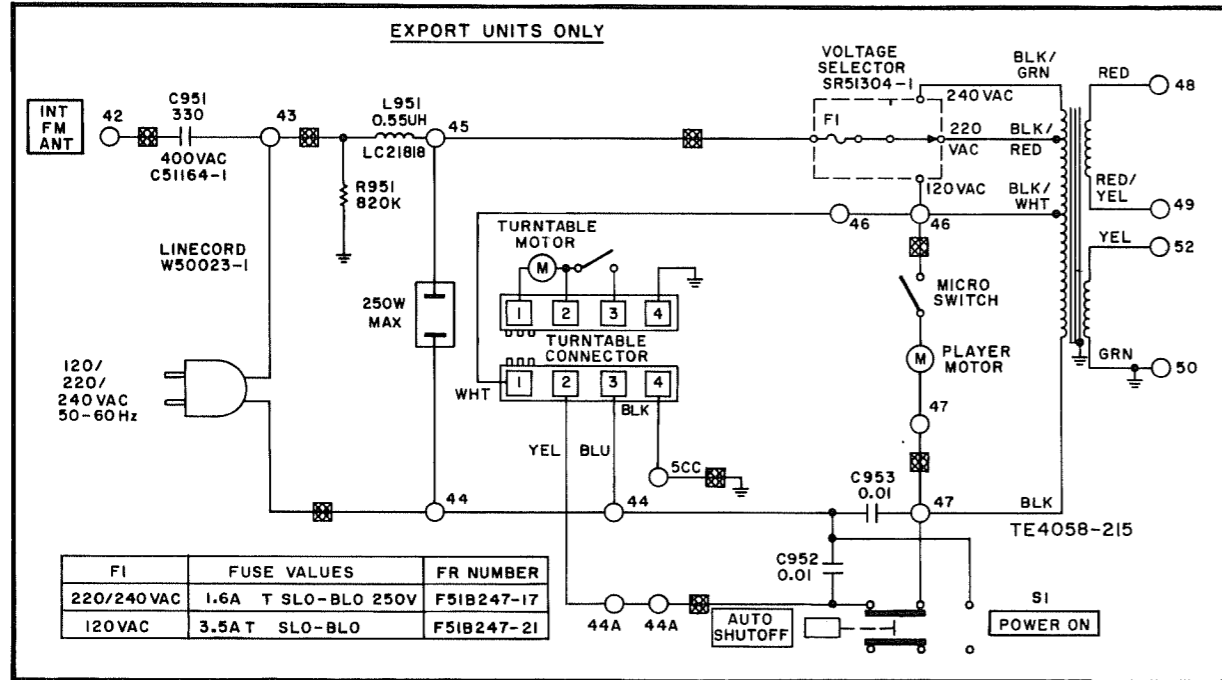 EXPORT UNITS ONLY
INT
FM
ANT
42
C951
330
400VAC
C51164-1
43
L951
0.55UH
LC21818
45
R951
820K
VOLTAGE
SELECTOR
SR51304-1
F1
240VAC
220
VAC
120VAC
BLK/
GRN
BLK/
RED
BLK/
WHT
RED
48
RED/
YEL
49
YEL
52
GRN
50
46
46
LINECORD
W50023-1
TURNTABLE
MOTOR
M
1
2
3
4
TURNTABLE
CONNECTOR
1
2
3
4
WHT
BLK
YEL
BLU
5CC
250W
MAX
MICRO
SWITCH
M
PLAYER
MOTOR
47
120/
220/
240VAC
50-60Hz
44
44
C953
0.01
47
BLK
TE4058-215
C952
0.01
44A
44A
AUTO
SHUTOFF
S1
POWER ON
F1 FUSE VALUES FR NUMBER
220/240VAC 1.6A T SLO-BLO 250V F51B247-17
120VAC 3.5AT SLO-BLO F51B247-21